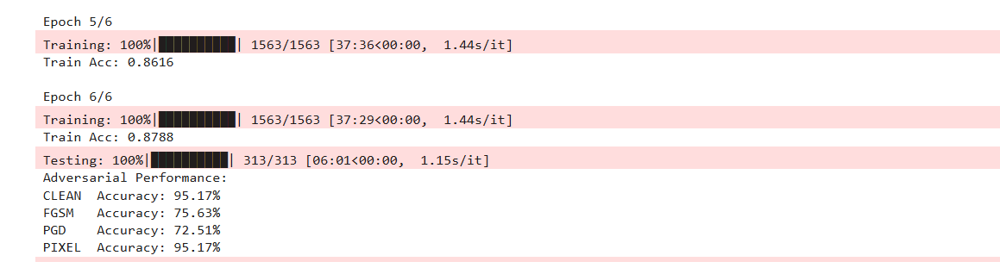 Epoch 5/6
Training: 100%|██████████| 1563/1563 [37:36<00:00,  1.44s/it]
Train Acc: 0.8616
Epoch 6/6
Training: 100%|██████████| 1563/1563 [37:29<00:00,  1.44s/it]
Train Acc: 0.8788
Testing: 100%|██████████| 313/313 [06:01<00:00,  1.15s/it]
Adversarial Performance:
CLEAN  Accuracy: 95.17%
FGSM   Accuracy: 75.63%
PGD    Accuracy: 72.51%
PIXEL  Accuracy: 95.17%